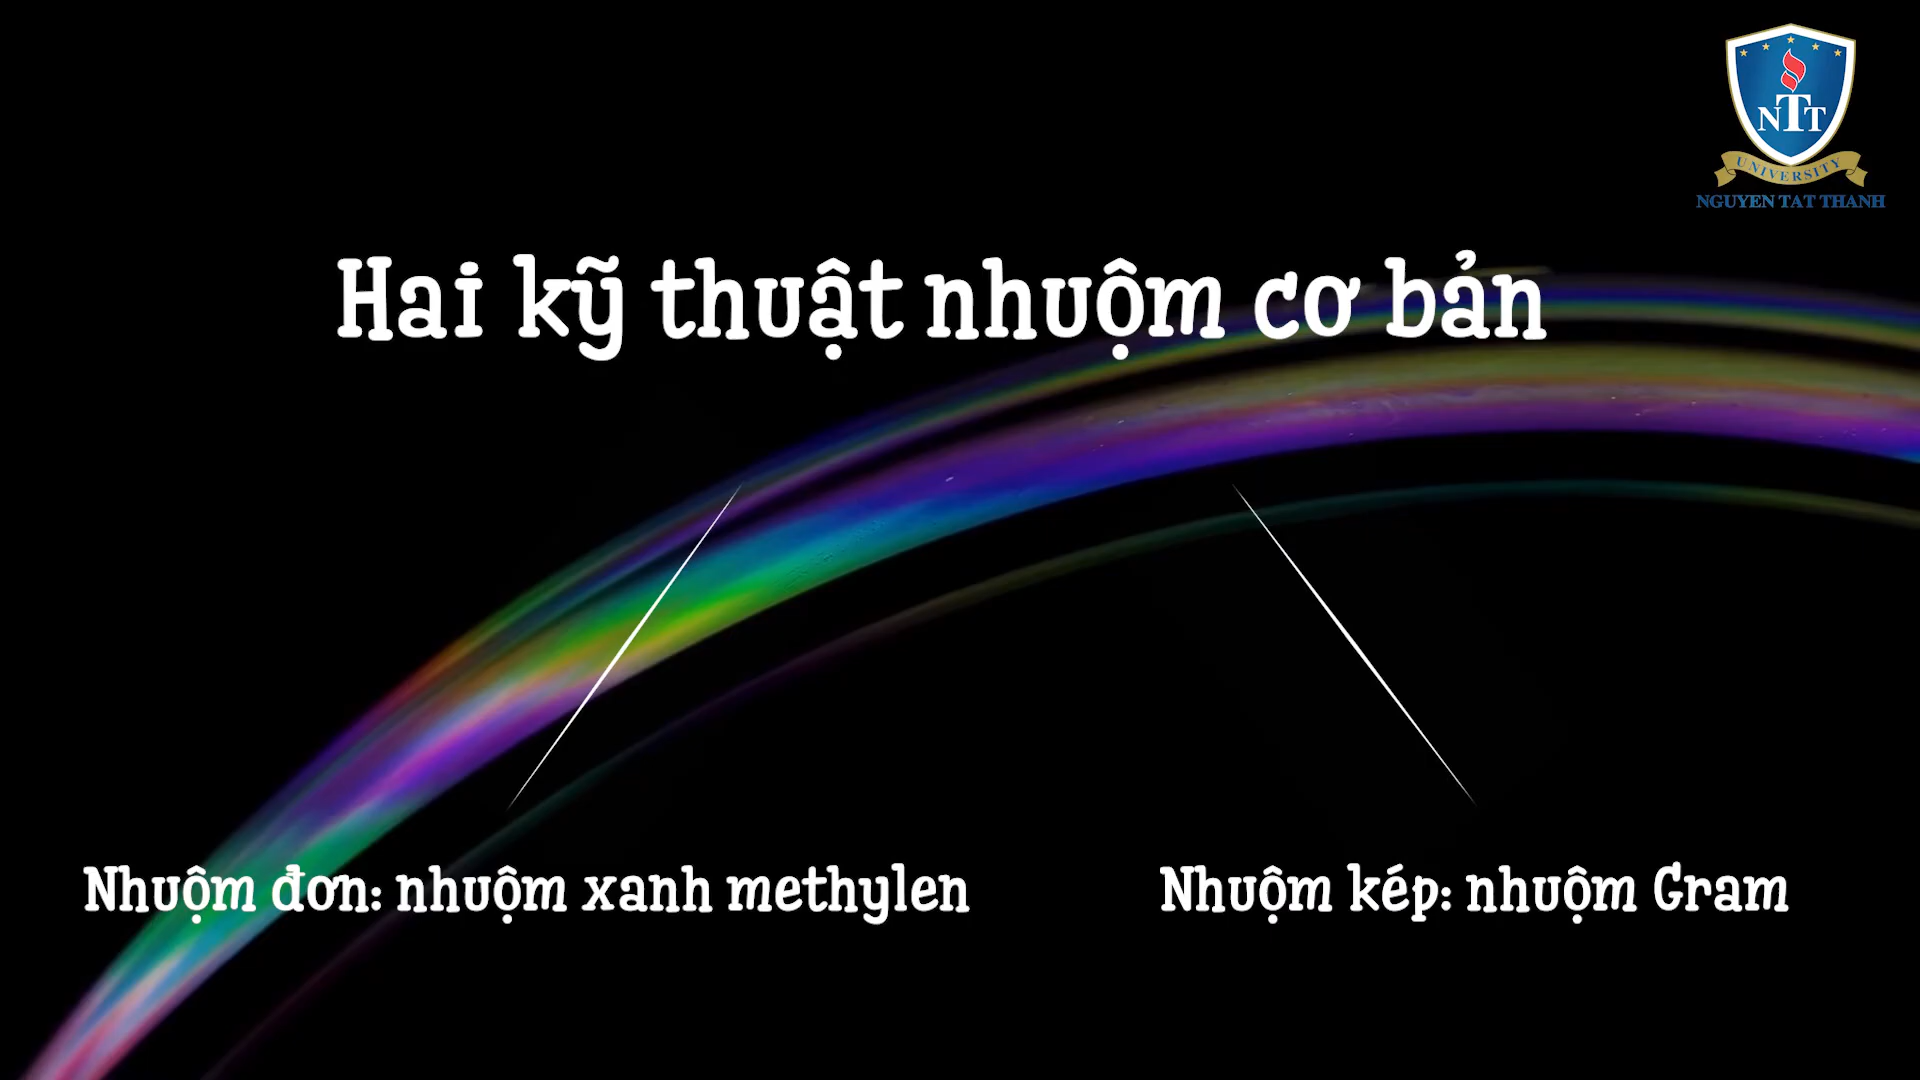 NTT
UNIVERSITY
NGUYEN TAT THANH
Hai kỹ thuật nhuộm cơ bản
Nhuộm đơn: nhuộm xanh methylen
Nhuộm kép: nhuộm Gram